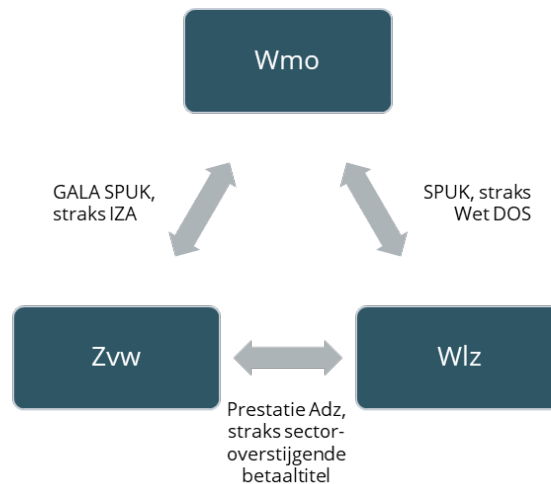 Wmo
GALA SPUK,
straks IZA
SPUK, straks
Wet DOS
Zvw
Wlz
Prestatie Adz,
straks sector-
overstijgende
betaaltitel